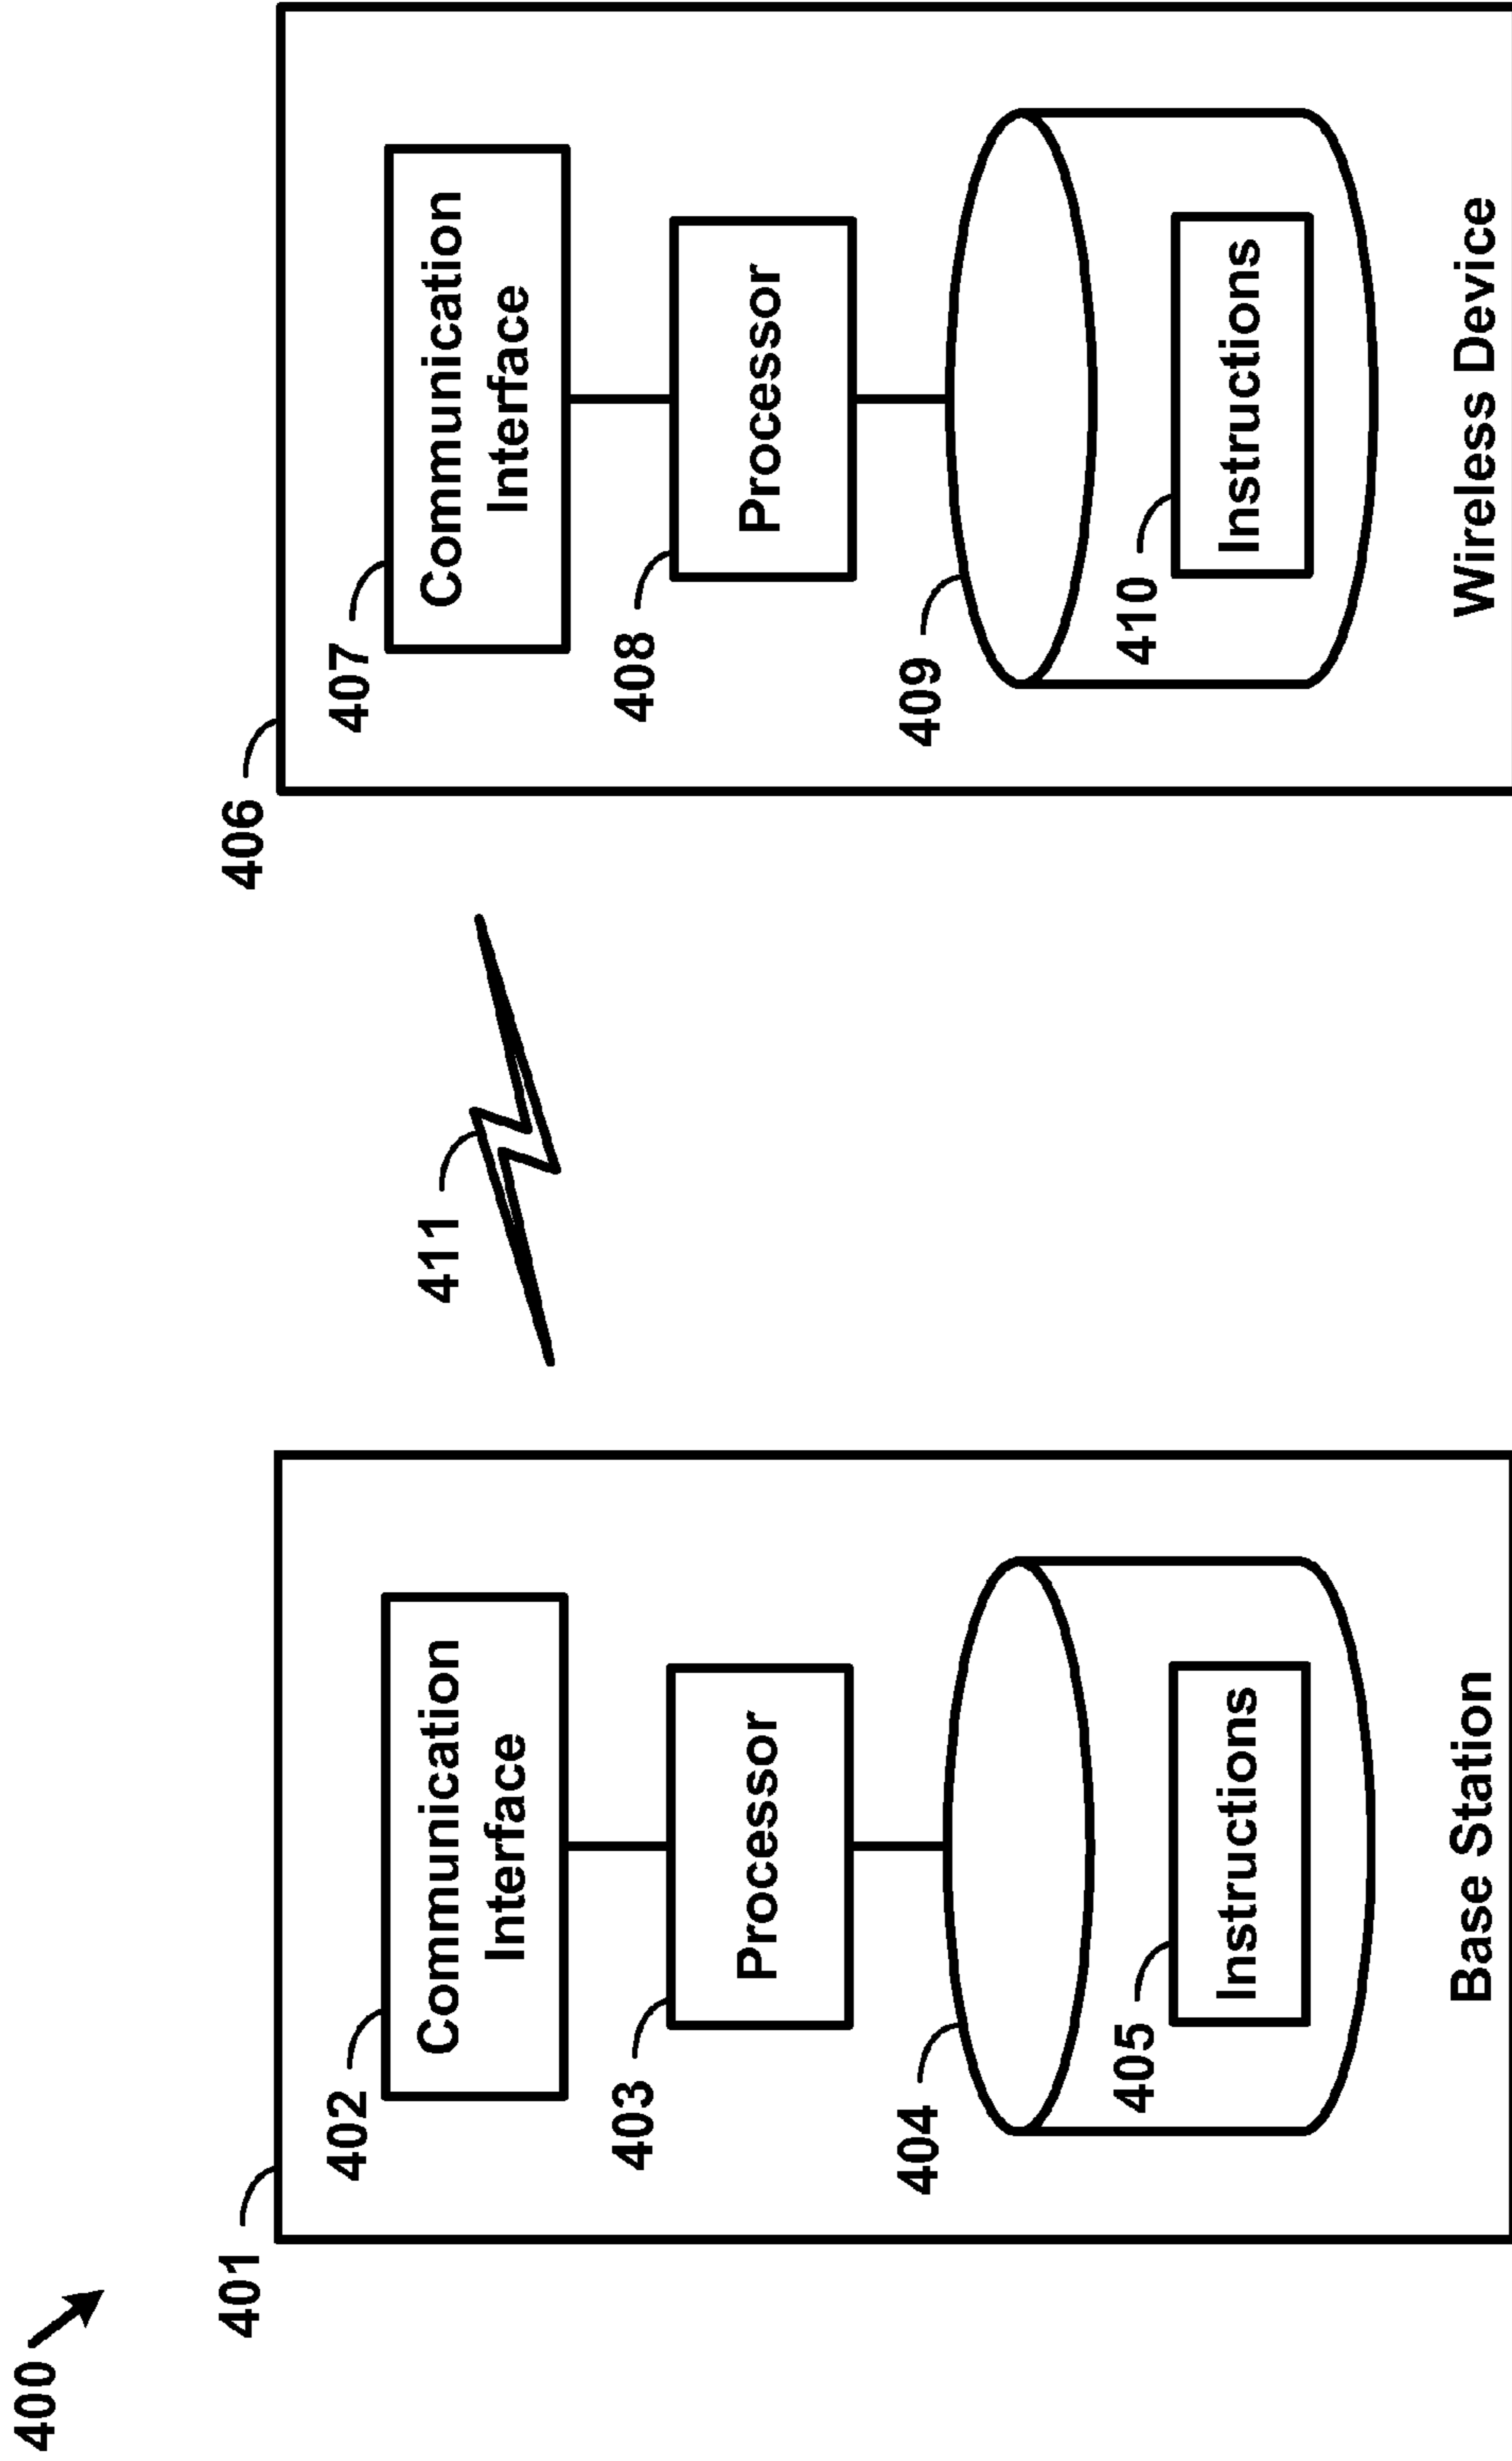 400
401
402
Communication
Interface
403
Processor
404
405
Instructions
Base Station
411
406
407
Communication
Interface
408
Processor
409
410
Instructions
Wireless Device